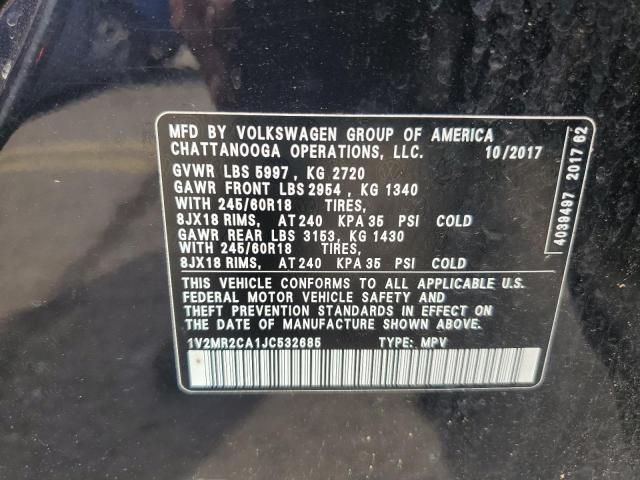 MFD BY VOLKSWAGEN GROUP OF AMERICA
CHATTANOOGA OPERATIONS, LLC. 10/2017
GVWR LBS 5997 , KG 2720
GAWR FRONT LBS 2954 , KG 1340
WITH 245/60R18 TIRES,
8JX18 RIMS, AT 240 KPA 35 PSI COLD
GAWR REAR LBS 3153, KG 1430
WITH 245/60R18 TIRES,
8JX18 RIMS, AT 240 KPA 35 PSI COLD
THIS VEHICLE CONFORMS TO ALL APPLICABLE U.S.
FEDERAL MOTOR VEHICLE SAFETY AND
THEFT PREVENTION STANDARDS IN EFFECT ON
THE DATE OF MANUFACTURE SHOWN ABOVE.
1V2MR2CA1JC532685 TYPE: MPV
4039497 2017 62